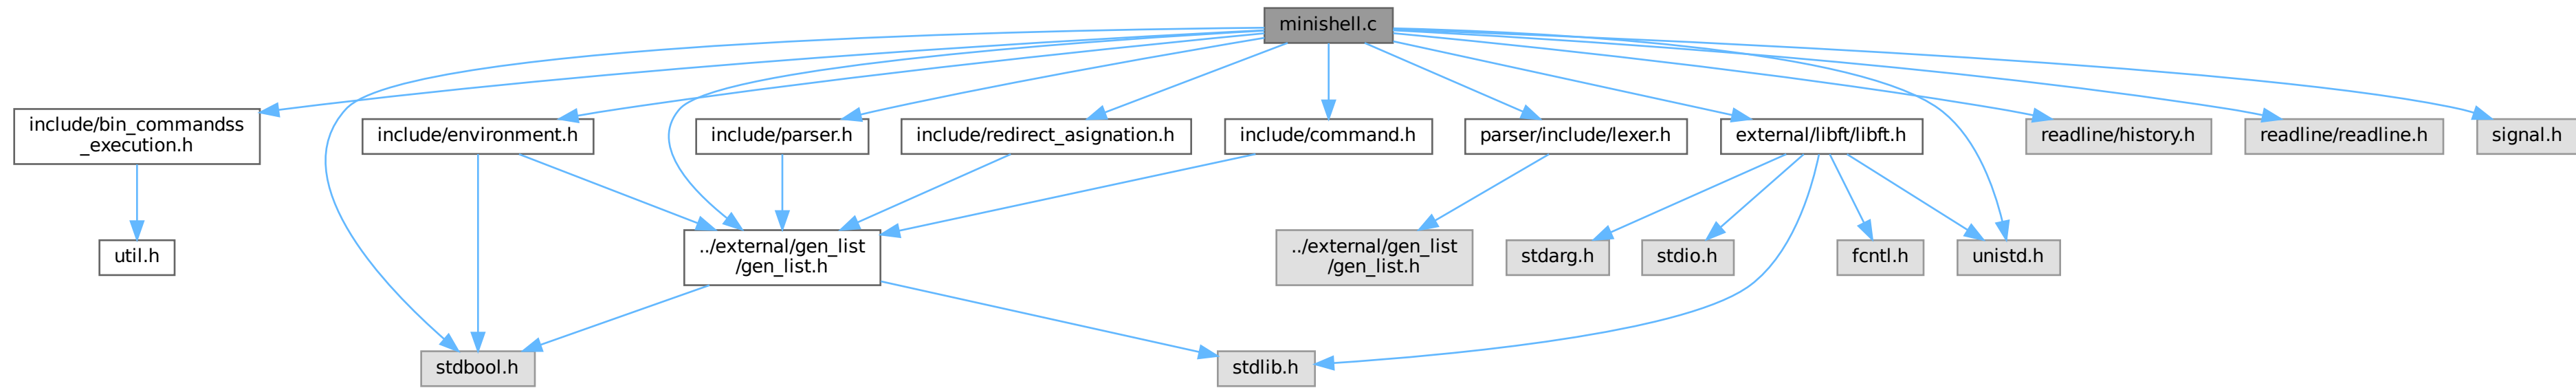 minishell.c
include/bin_commandss
_execution.h
include/environment.h
include/parser.h
include/redirect_asignation.h
include/command.h
parser/include/lexer.h
external/libft/libft.h
readline/history.h
readline/readline.h
signal.h
util.h
../external/gen_list
/gen_list.h
../external/gen_list
/gen_list.h
stdarg.h
stdio.h
fcntl.h
unistd.h
stdbool.h
stdlib.h